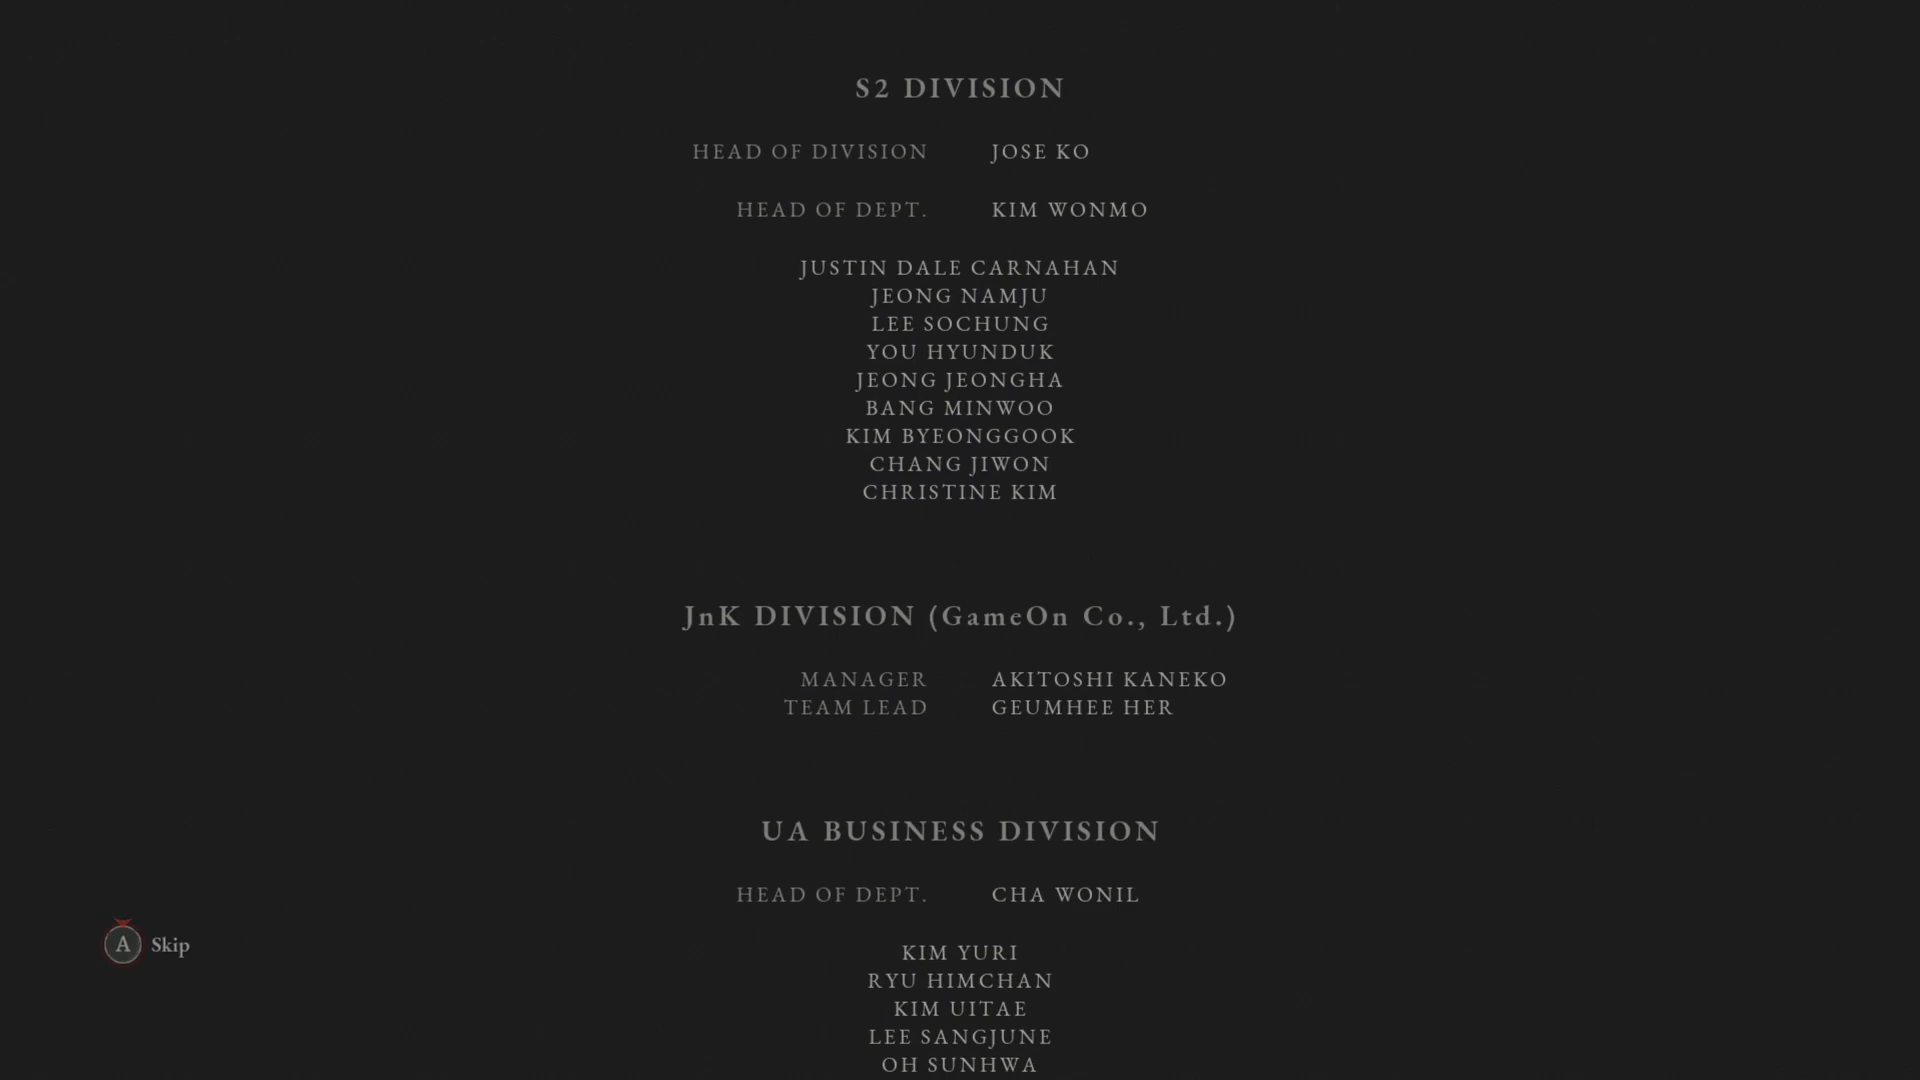 S2 DIVISION
HEAD OF DIVISION JOSE KO
HEAD OF DEPT. KIM WONMO
JUSTIN DALE CARNAHAN
JEONG NAMJU
LEE SOCHUNG
YOU HYUNDUK
JEONG JEONGHA
BANG MINWOO
KIM BYEONGGOOK
CHANG JIWON
CHRISTINE KIM
JnK DIVISION (GameOn Co., Ltd.)
MANAGER AKITOSHI KANEKO
TEAM LEAD GEUMHEE HER
UA BUSINESS DIVISION
HEAD OF DEPT. CHA WONIL
A Skip
KIM YURI
RYU HIMCHAN
KIM UITAE
LEE SANGJUNE
OH SUNHWA